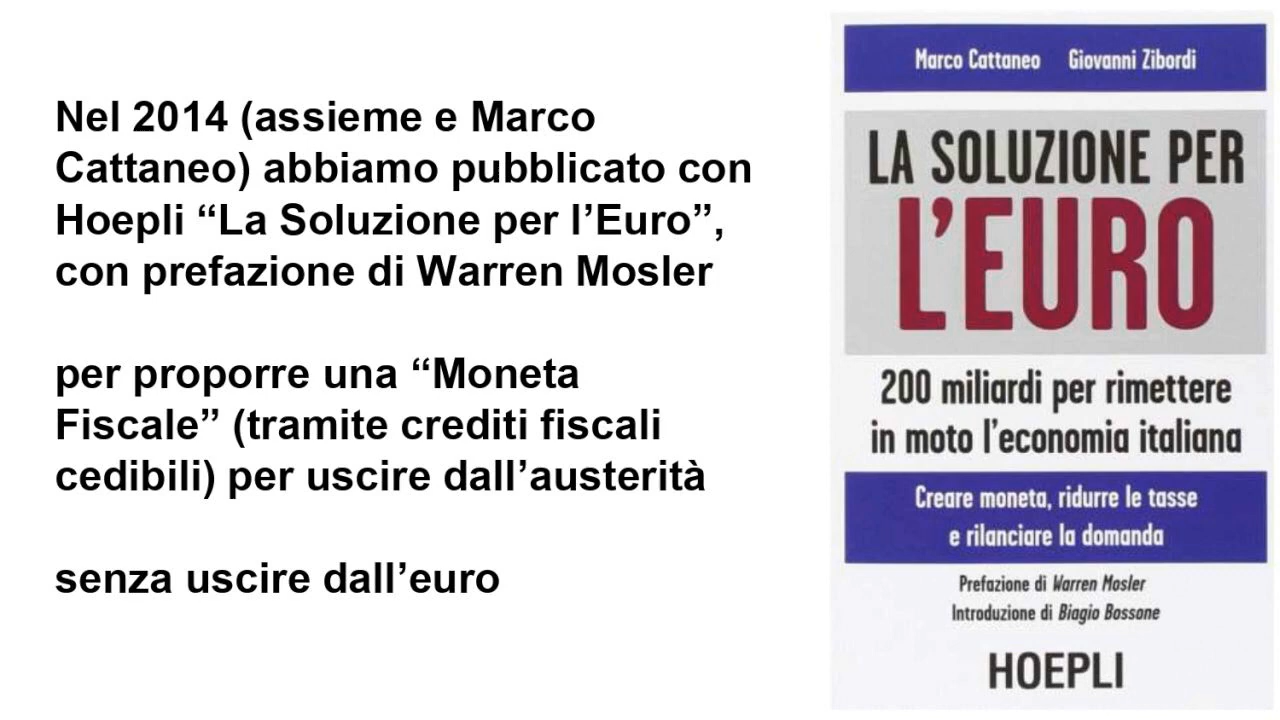 Nel 2014 (assieme e Marco
Cattaneo) abbiamo pubblicato con
Hoepli “La Soluzione per l’Euro”,
con prefazione di Warren Mosler
per proporre una “Moneta
Fiscale” (tramite crediti fiscali
cedibili) per uscire dall’austerità
senza uscire dall’euro
Marco Cattaneo Giovanni Zibordi
LA SOLUZIONE PER
L’EURO
200 miliardi per rimettere
in moto l’economia italiana
Creare moneta, ridurre le tasse
e rilanciare la domanda
Prefazione di Warren Mosler
Introduzione di Biagio Bossone
HOEPLI